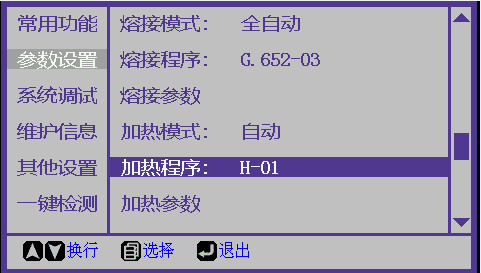 常用功能 熔接模式: 全自动
参数设置 熔接程序: G.652-03
系统调试 熔接参数
维护信息 加热模式: 自动
其他设置 加热程序: H-01
一键检测 加热参数
换行 选择 退出